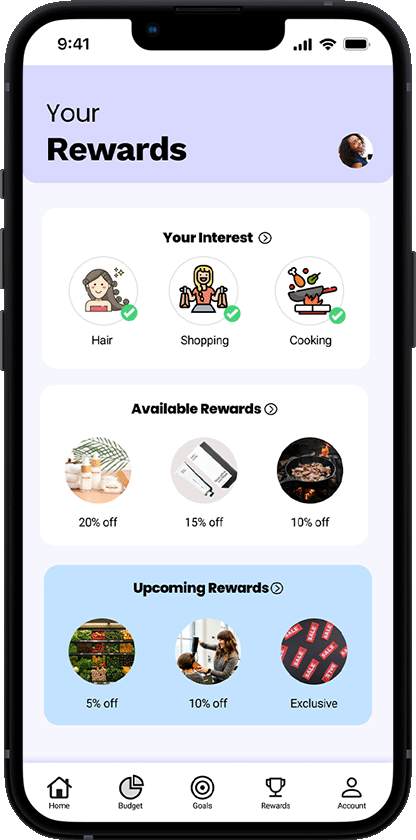 9:41
Your
Rewards
Your Interest
Hair Shopping Cooking
Available Rewards
20% off 15% off 10% off
Upcoming Rewards
5% off 10% off Exclusive
Home Budget Goals Rewards Account